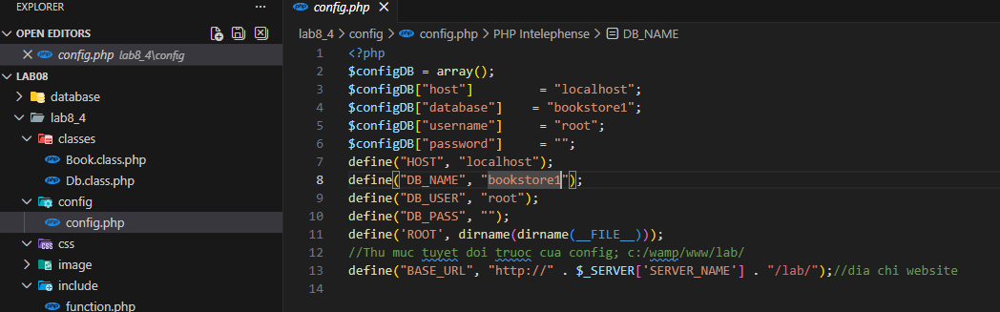 EXPLORER
OPEN EDITORS
config.php lab8_4\config
LAB08
database
lab8_4
classes
Book.class.php
Db.class.php
config
config.php
css
image
include
function.php
config.php
lab8_4 > config > config.php > PHP Intelephense > DB_NAME
1 <?php
2 $configDB = array();
3 $configDB["host"] = "localhost";
4 $configDB["database"] = "bookstore1";
5 $configDB["username"] = "root";
6 $configDB["password"] = "";
7 define("HOST", "localhost");
8 define("DB_NAME", "bookstore1");
9 define("DB_USER", "root");
10 define("DB_PASS", "");
11 define('ROOT', dirname(dirname(__FILE__)));
12 //Thu muc tuyet doi truoc cua config; c:/wamp/www/lab/
13 define("BASE_URL", "http://" . $_SERVER['SERVER_NAME'] . "/lab/");//dia chi website
14